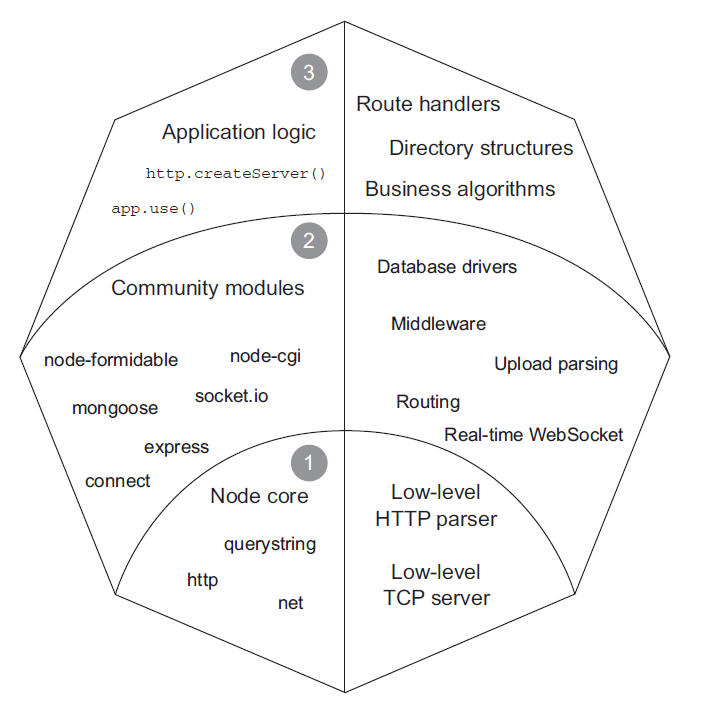 3
Application logic
http.createServer()
app.use()
Route handlers
Directory structures
Business algorithms
2
Community modules
node-formidable
node-cgi
mongoose
socket.io
express
connect
Database drivers
Middleware
Upload parsing
Routing
Real-time WebSocket
1
Node core
querystring
http
net
Low-level
HTTP parser
Low-level
TCP server